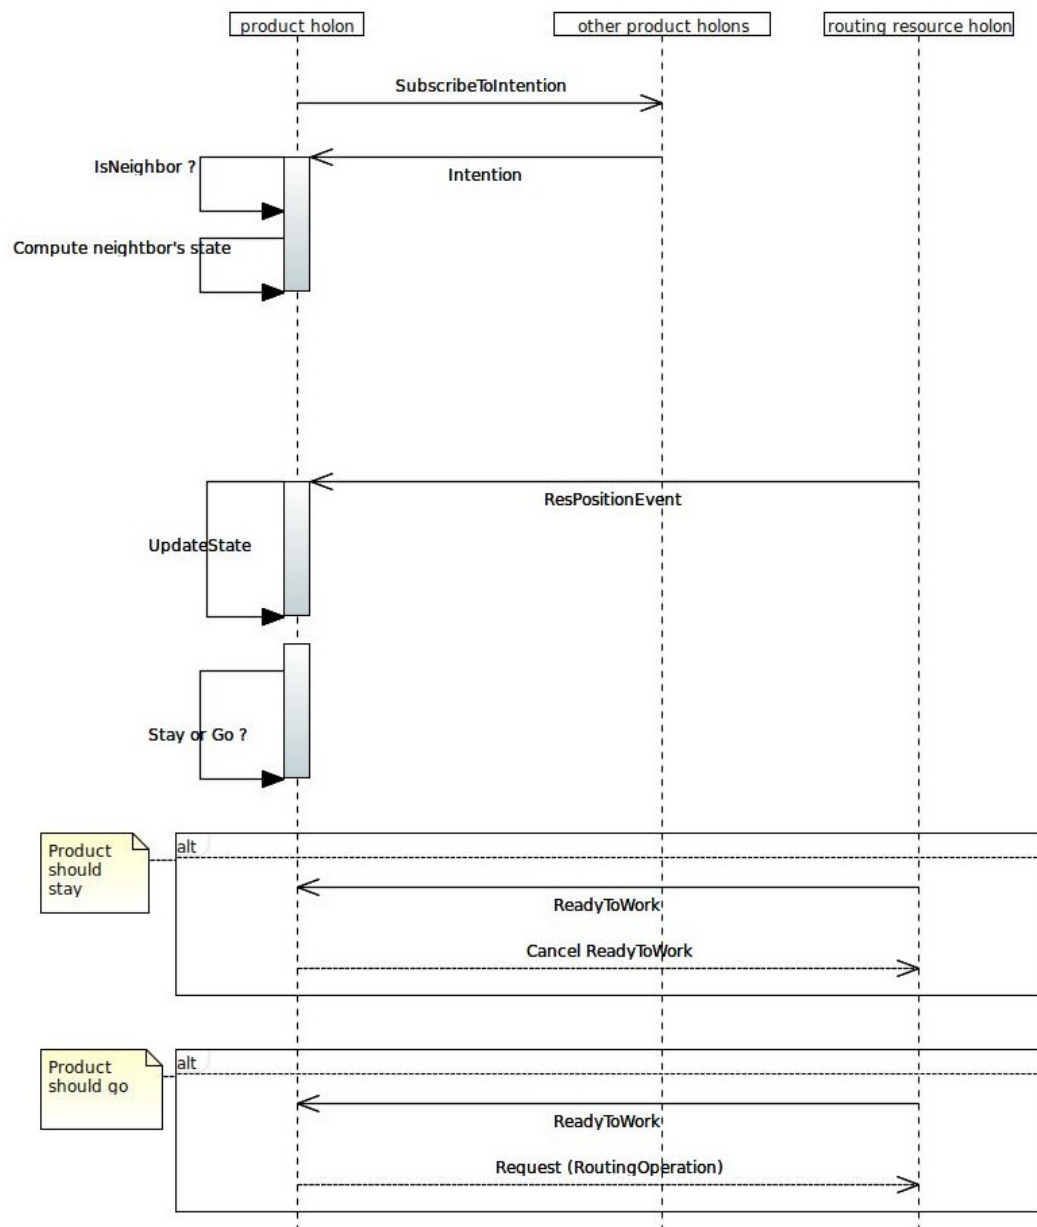 product holon
other product holons
routing resource holon
SubscribeToIntention
IsNeighbor ?
Intention
Compute neightbor's state
ResPositionEvent
UpdateState
Stay or Go ?
Product
should
stay
alt
ReadyToWork
Cancel ReadyToWork
Product
should go
alt
ReadyToWork
Request (RoutingOperation)